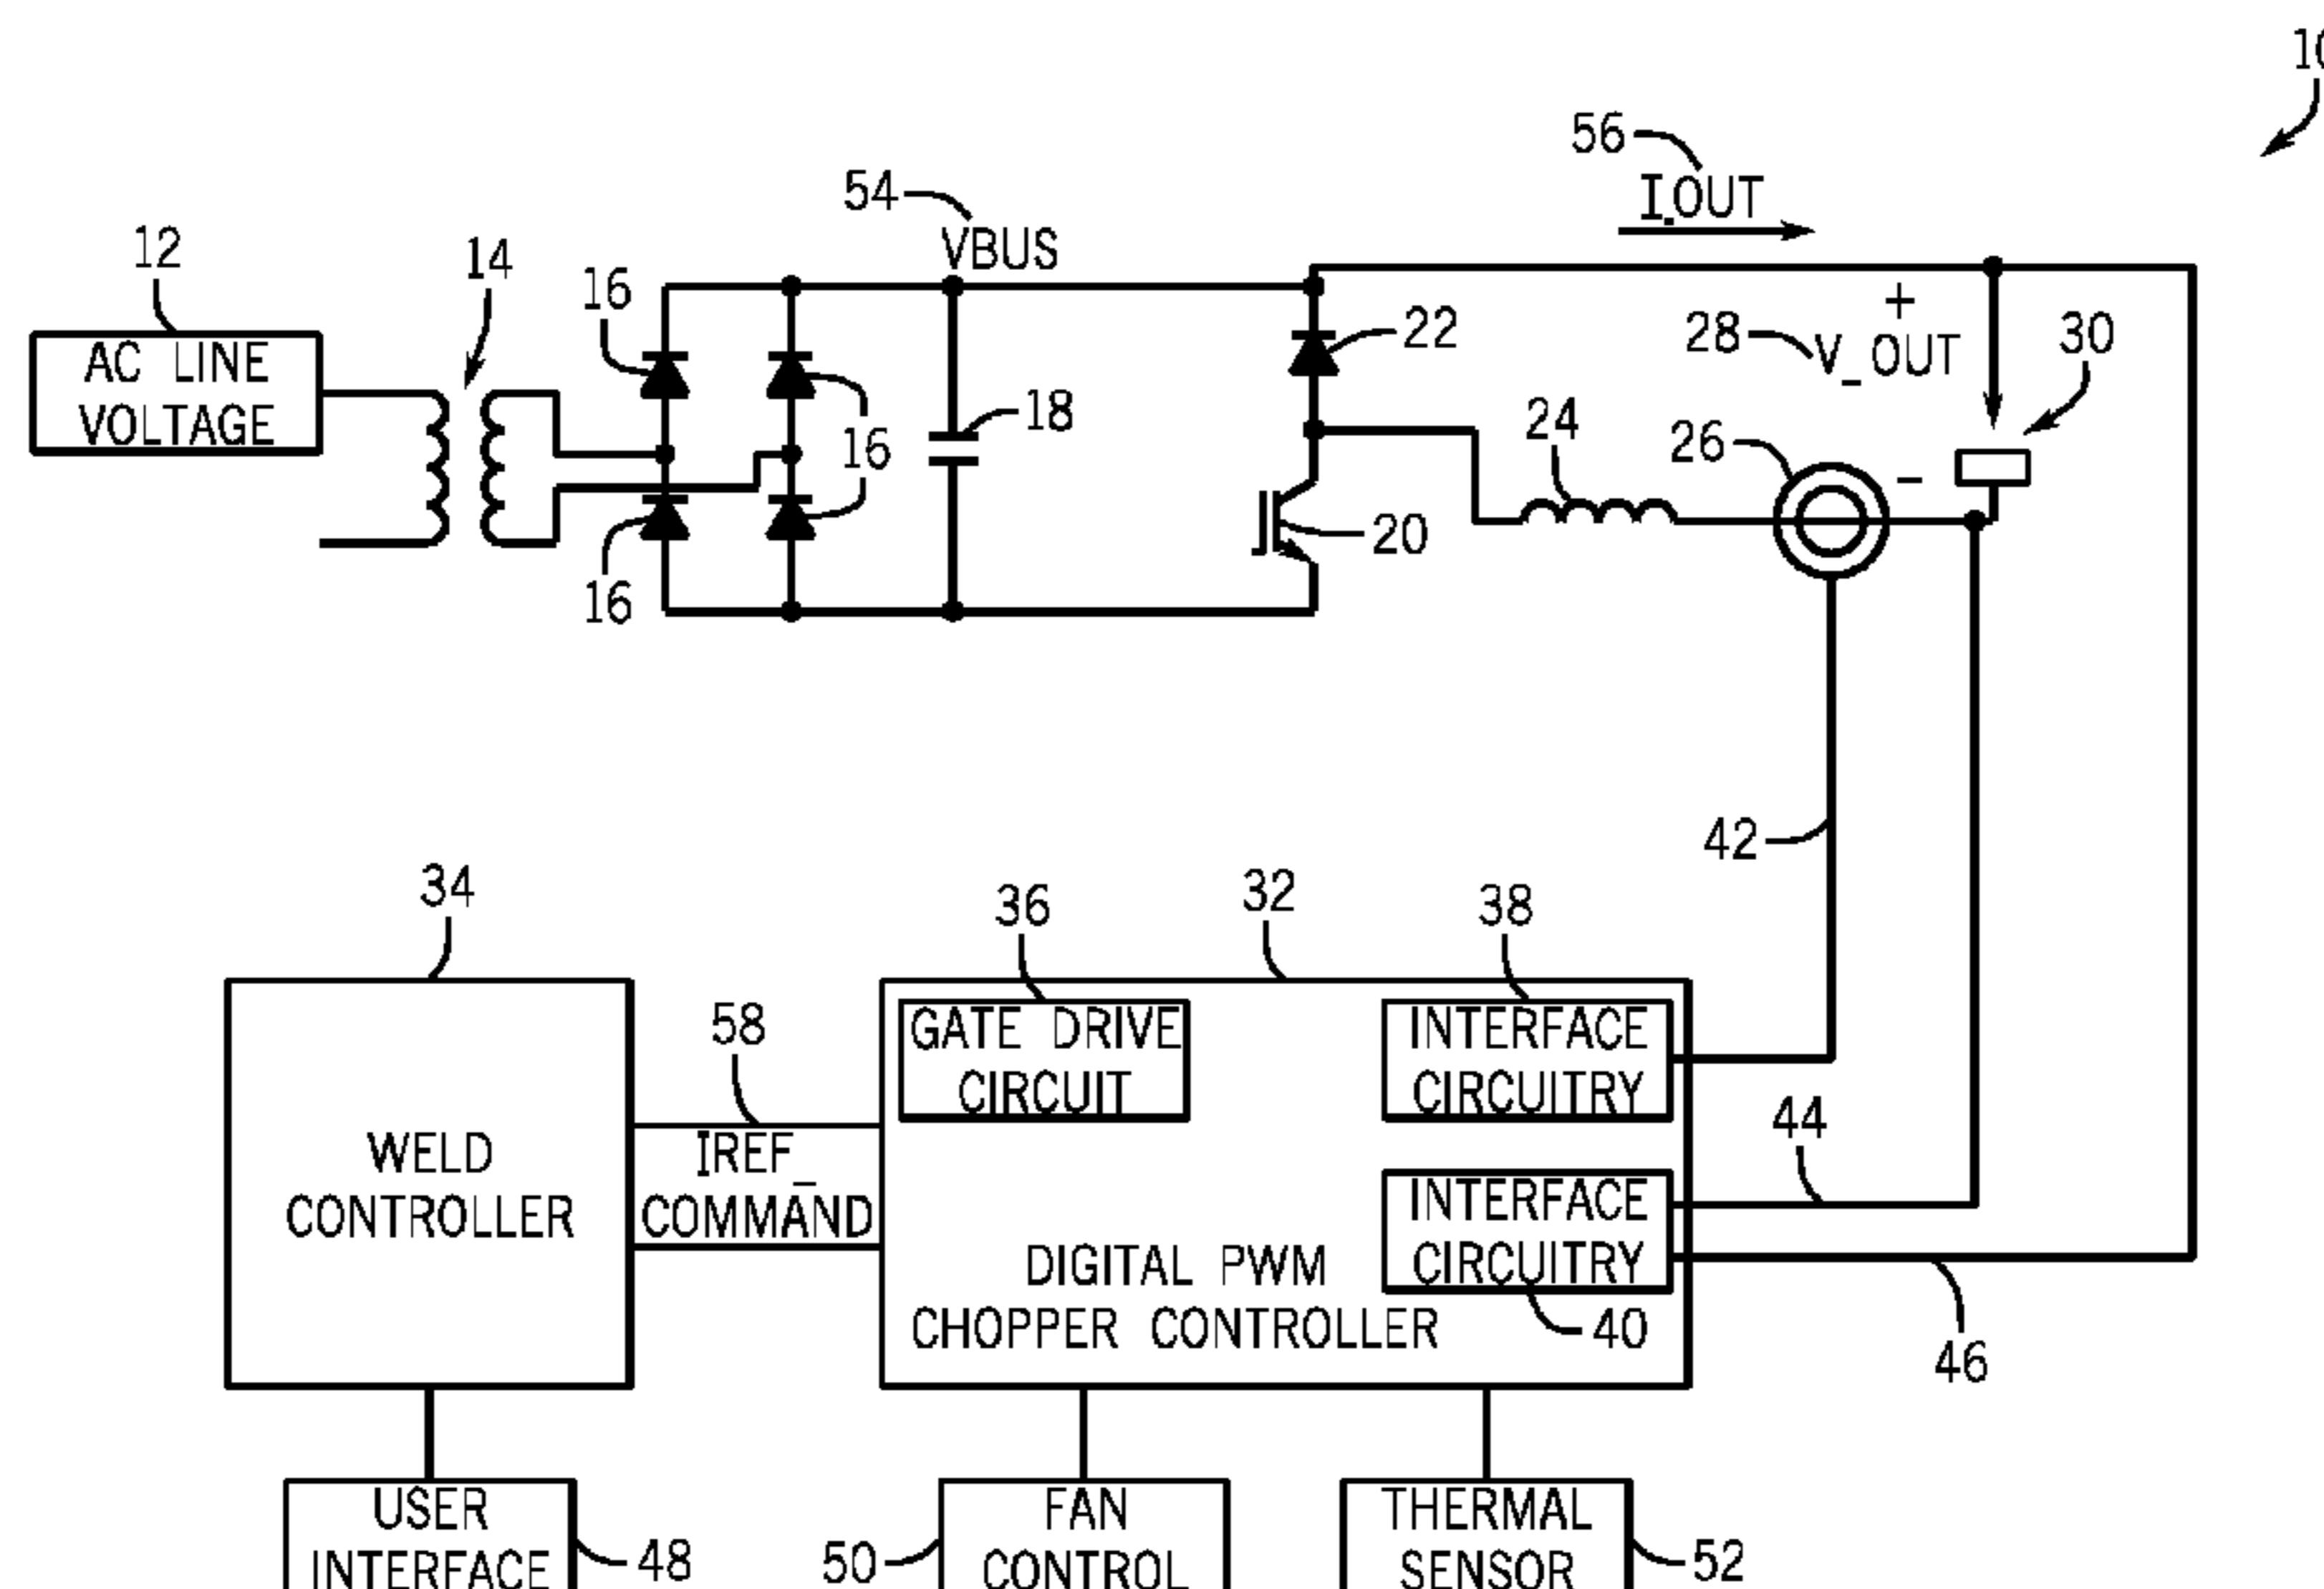 10
56
I_OUT
54
VBUS
12
14
16
AC LINE
VOLTAGE
22
+
28
V_OUT
30
18
16
24
26
-
20
16
42
34
36
32
38
58
GATE DRIVE
CIRCUIT
INTERFACE
CIRCUITRY
44
WELD
CONTROLLER
IREF_
COMMAND
INTERFACE
CIRCUITRY
DIGITAL PWM
CHOPPER CONTROLLER
40
46
USER
INTERFACE
48
50
FAN
CONTROL
THERMAL
SENSOR
52